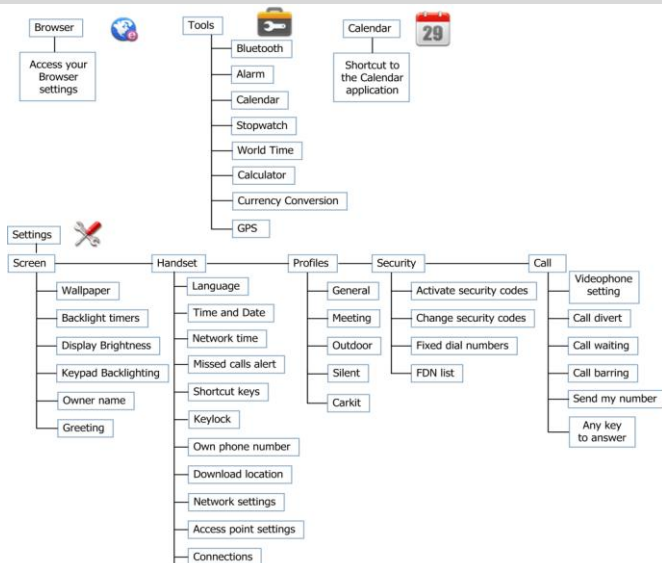 Browser
Access your
Browser
settings
Tools
Bluetooth
Alarm
Calendar
Stopwatch
World Time
Calculator
Currency Conversion
GPS
Calendar
29
Shortcut to
the Calendar
application
Settings
Screen
Wallpaper
Backlight timers
Display Brightness
Keypad Backlighting
Owner name
Greeting
Handset
Language
Time and Date
Network time
Missed calls alert
Shortcut keys
Keylock
Own phone number
Download location
Network settings
Access point settings
Connections
Profiles
General
Meeting
Outdoor
Silent
Carkit
Security
Activate security codes
Change security codes
Fixed dial numbers
FDN list
Call
Videophone
setting
Call divert
Call waiting
Call barring
Send my number
Any key
to answer